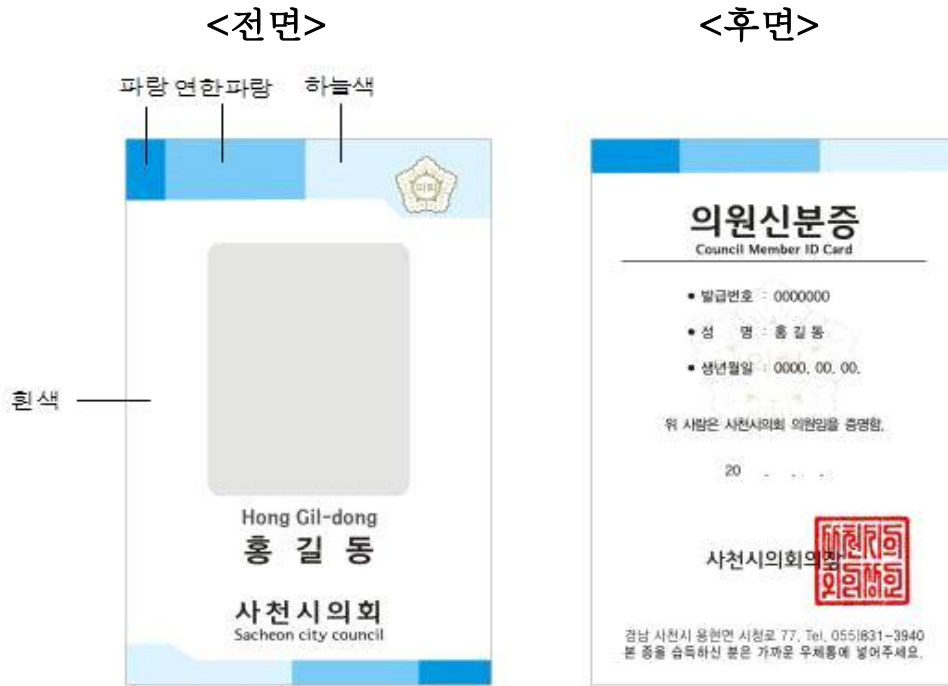 <전면>
<후면>
파랑 연한파랑 하늘색
흰색
의회
Hong Gil-dong
홍 길 동
사천시의회
Sacheon city council
의원신분증
Council Member ID Card
• 발급번호 : 0000000
• 성 명 : 홍 길 동
• 생년월일 : 0000. 00. 00.
위 사람은 사천시의회 의원임을 증명함.
20 . . .
사천시의회의장
경남 사천시 용현면 시청로 77, Tel. 055)831-3940
본 증을 습득하신 분은 가까운 우체통에 넣어주세요.